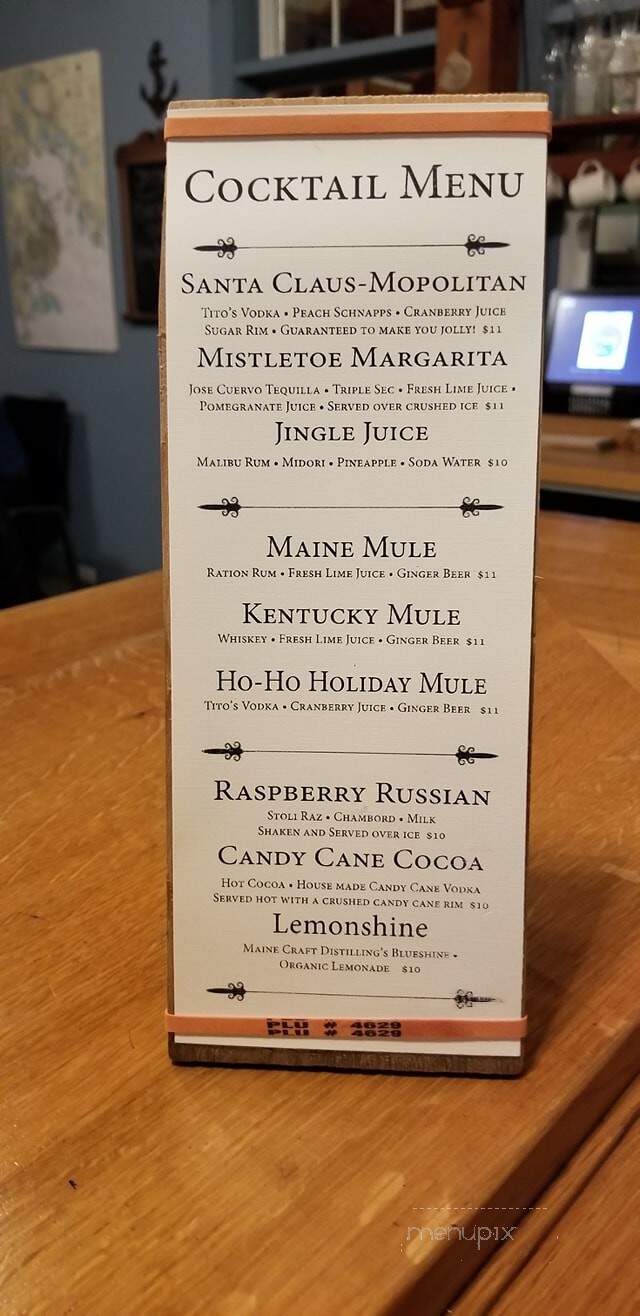 Cocktail Menu
Santa Claus-Mopolitan
Tito's Vodka • Peach Schnapps • Cranberry Juice
Sugar Rim • Guaranteed to make you jolly! $11
Mistletoe Margarita
Jose Cuervo Tequilla • Triple Sec • Fresh Lime Juice •
Pomegranate Juice • Served over crushed ice $11
Jingle Juice
Malibu Rum • Midori • Pineapple • Soda Water $10
Maine Mule
Ration Rum • Fresh Lime Juice • Ginger Beer $11
Kentucky Mule
Whiskey • Fresh Lime Juice • Ginger Beer $11
Ho-Ho Holiday Mule
Tito's Vodka • Cranberry Juice • Ginger Beer $11
Raspberry Russian
Stoli Raz • Chambord • Milk
Shaken and Served over ice $10
Candy Cane Cocoa
Hot Cocoa • House made Candy Cane Vodka
Served hot with a crushed candy cane rim $10
Lemonshine
Maine Craft Distilling's Blueshine •
Organic Lemonade $10
PLU # 4629
PLU # 4629
menupix